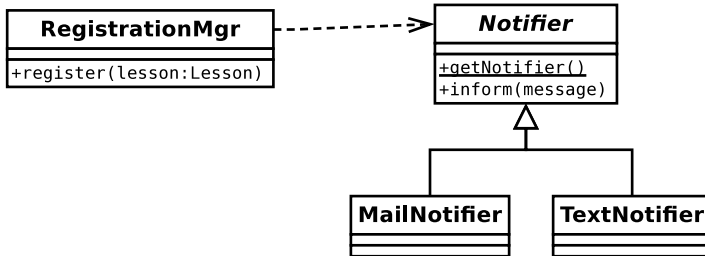 RegistrationMgr
+register(lesson:Lesson)
Notifier
+getNotifier()
+inform(message)
MailNotifier
TextNotifier